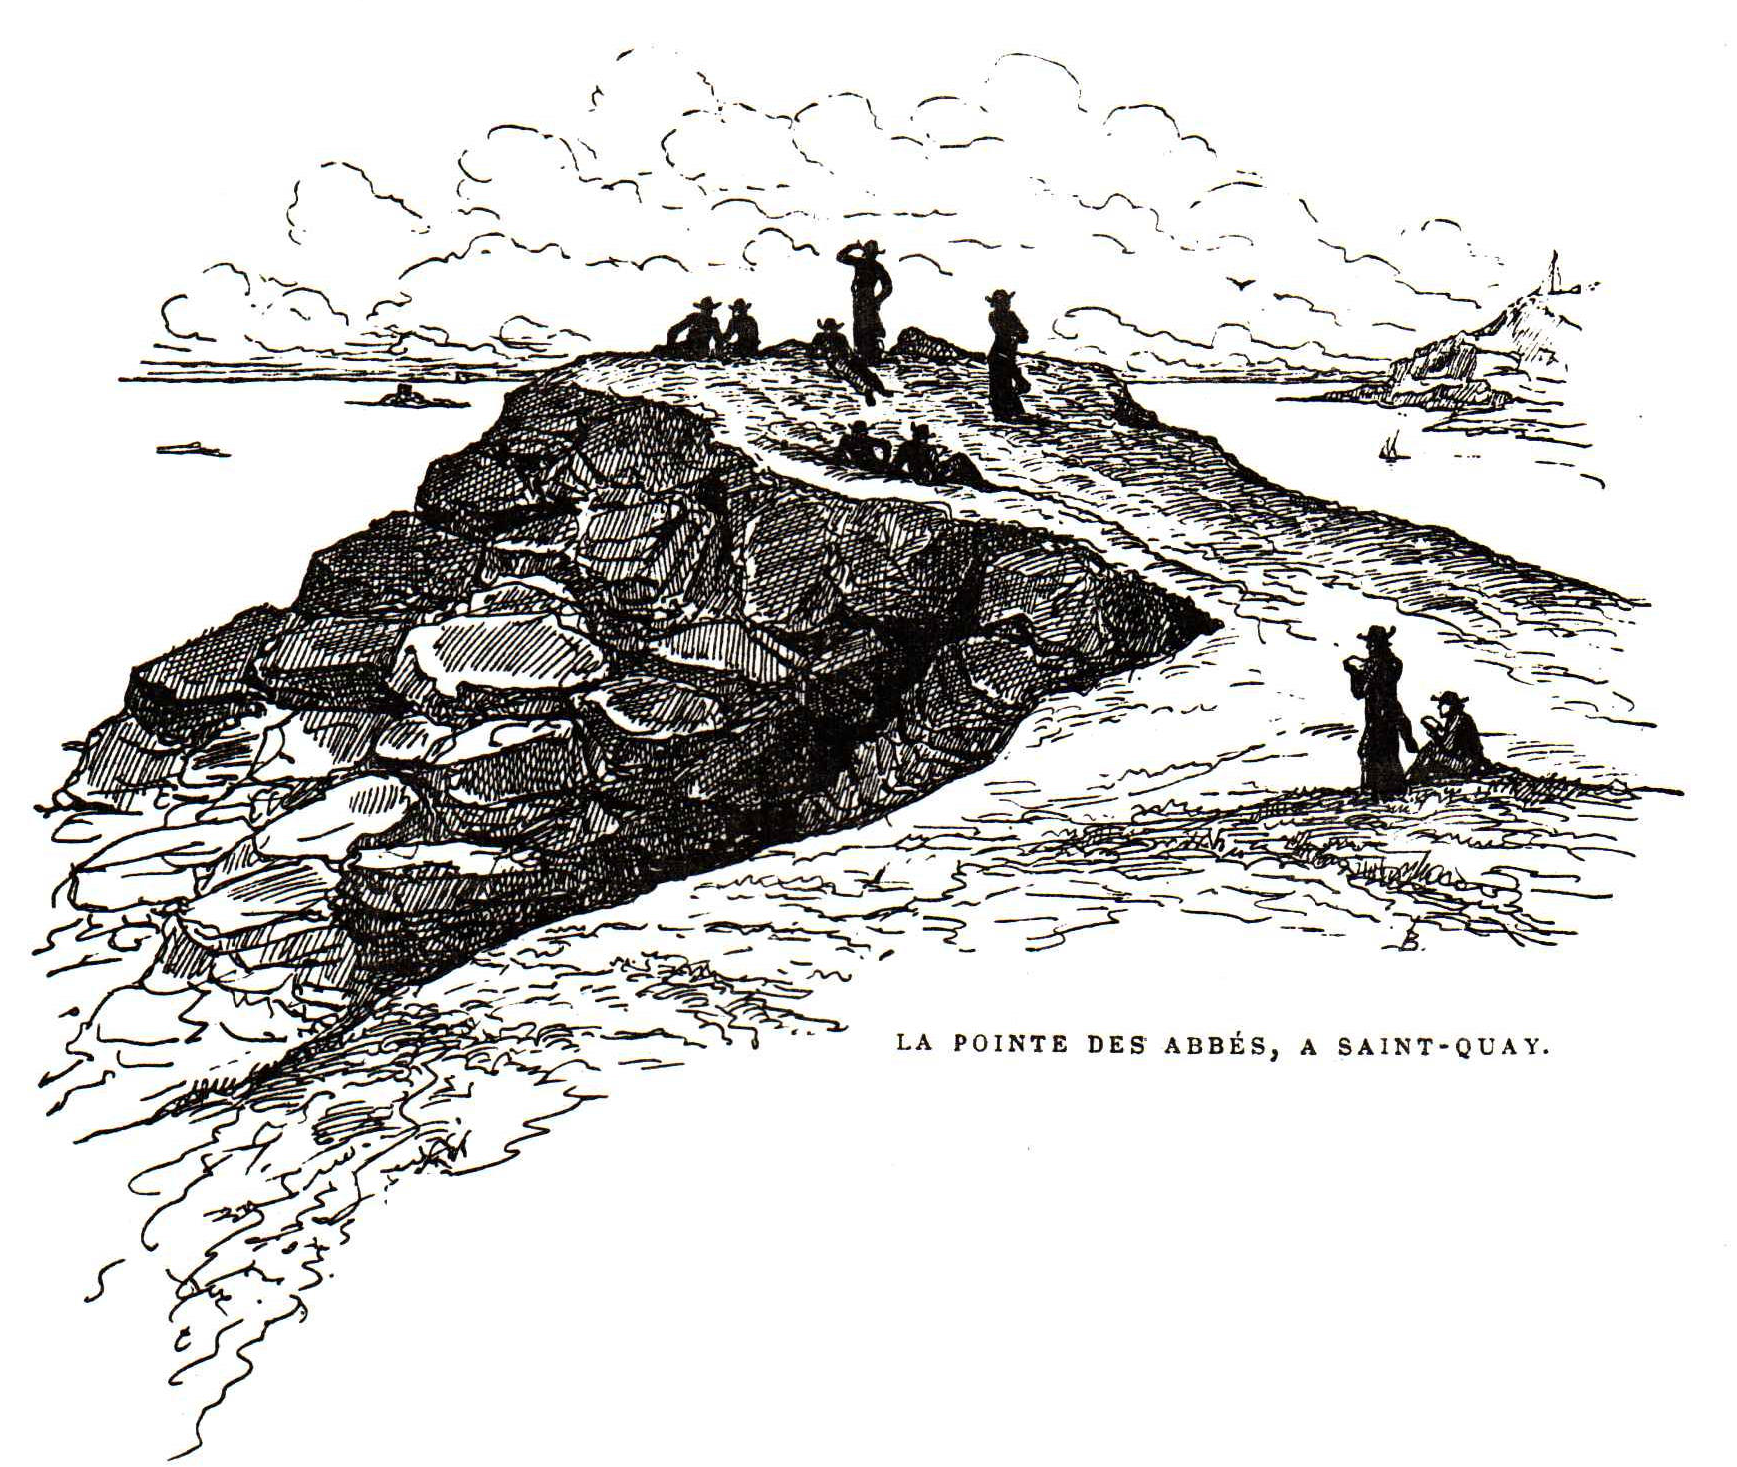 B.
LA POINTE DES ABBÉS, A SAINT-QUAY.